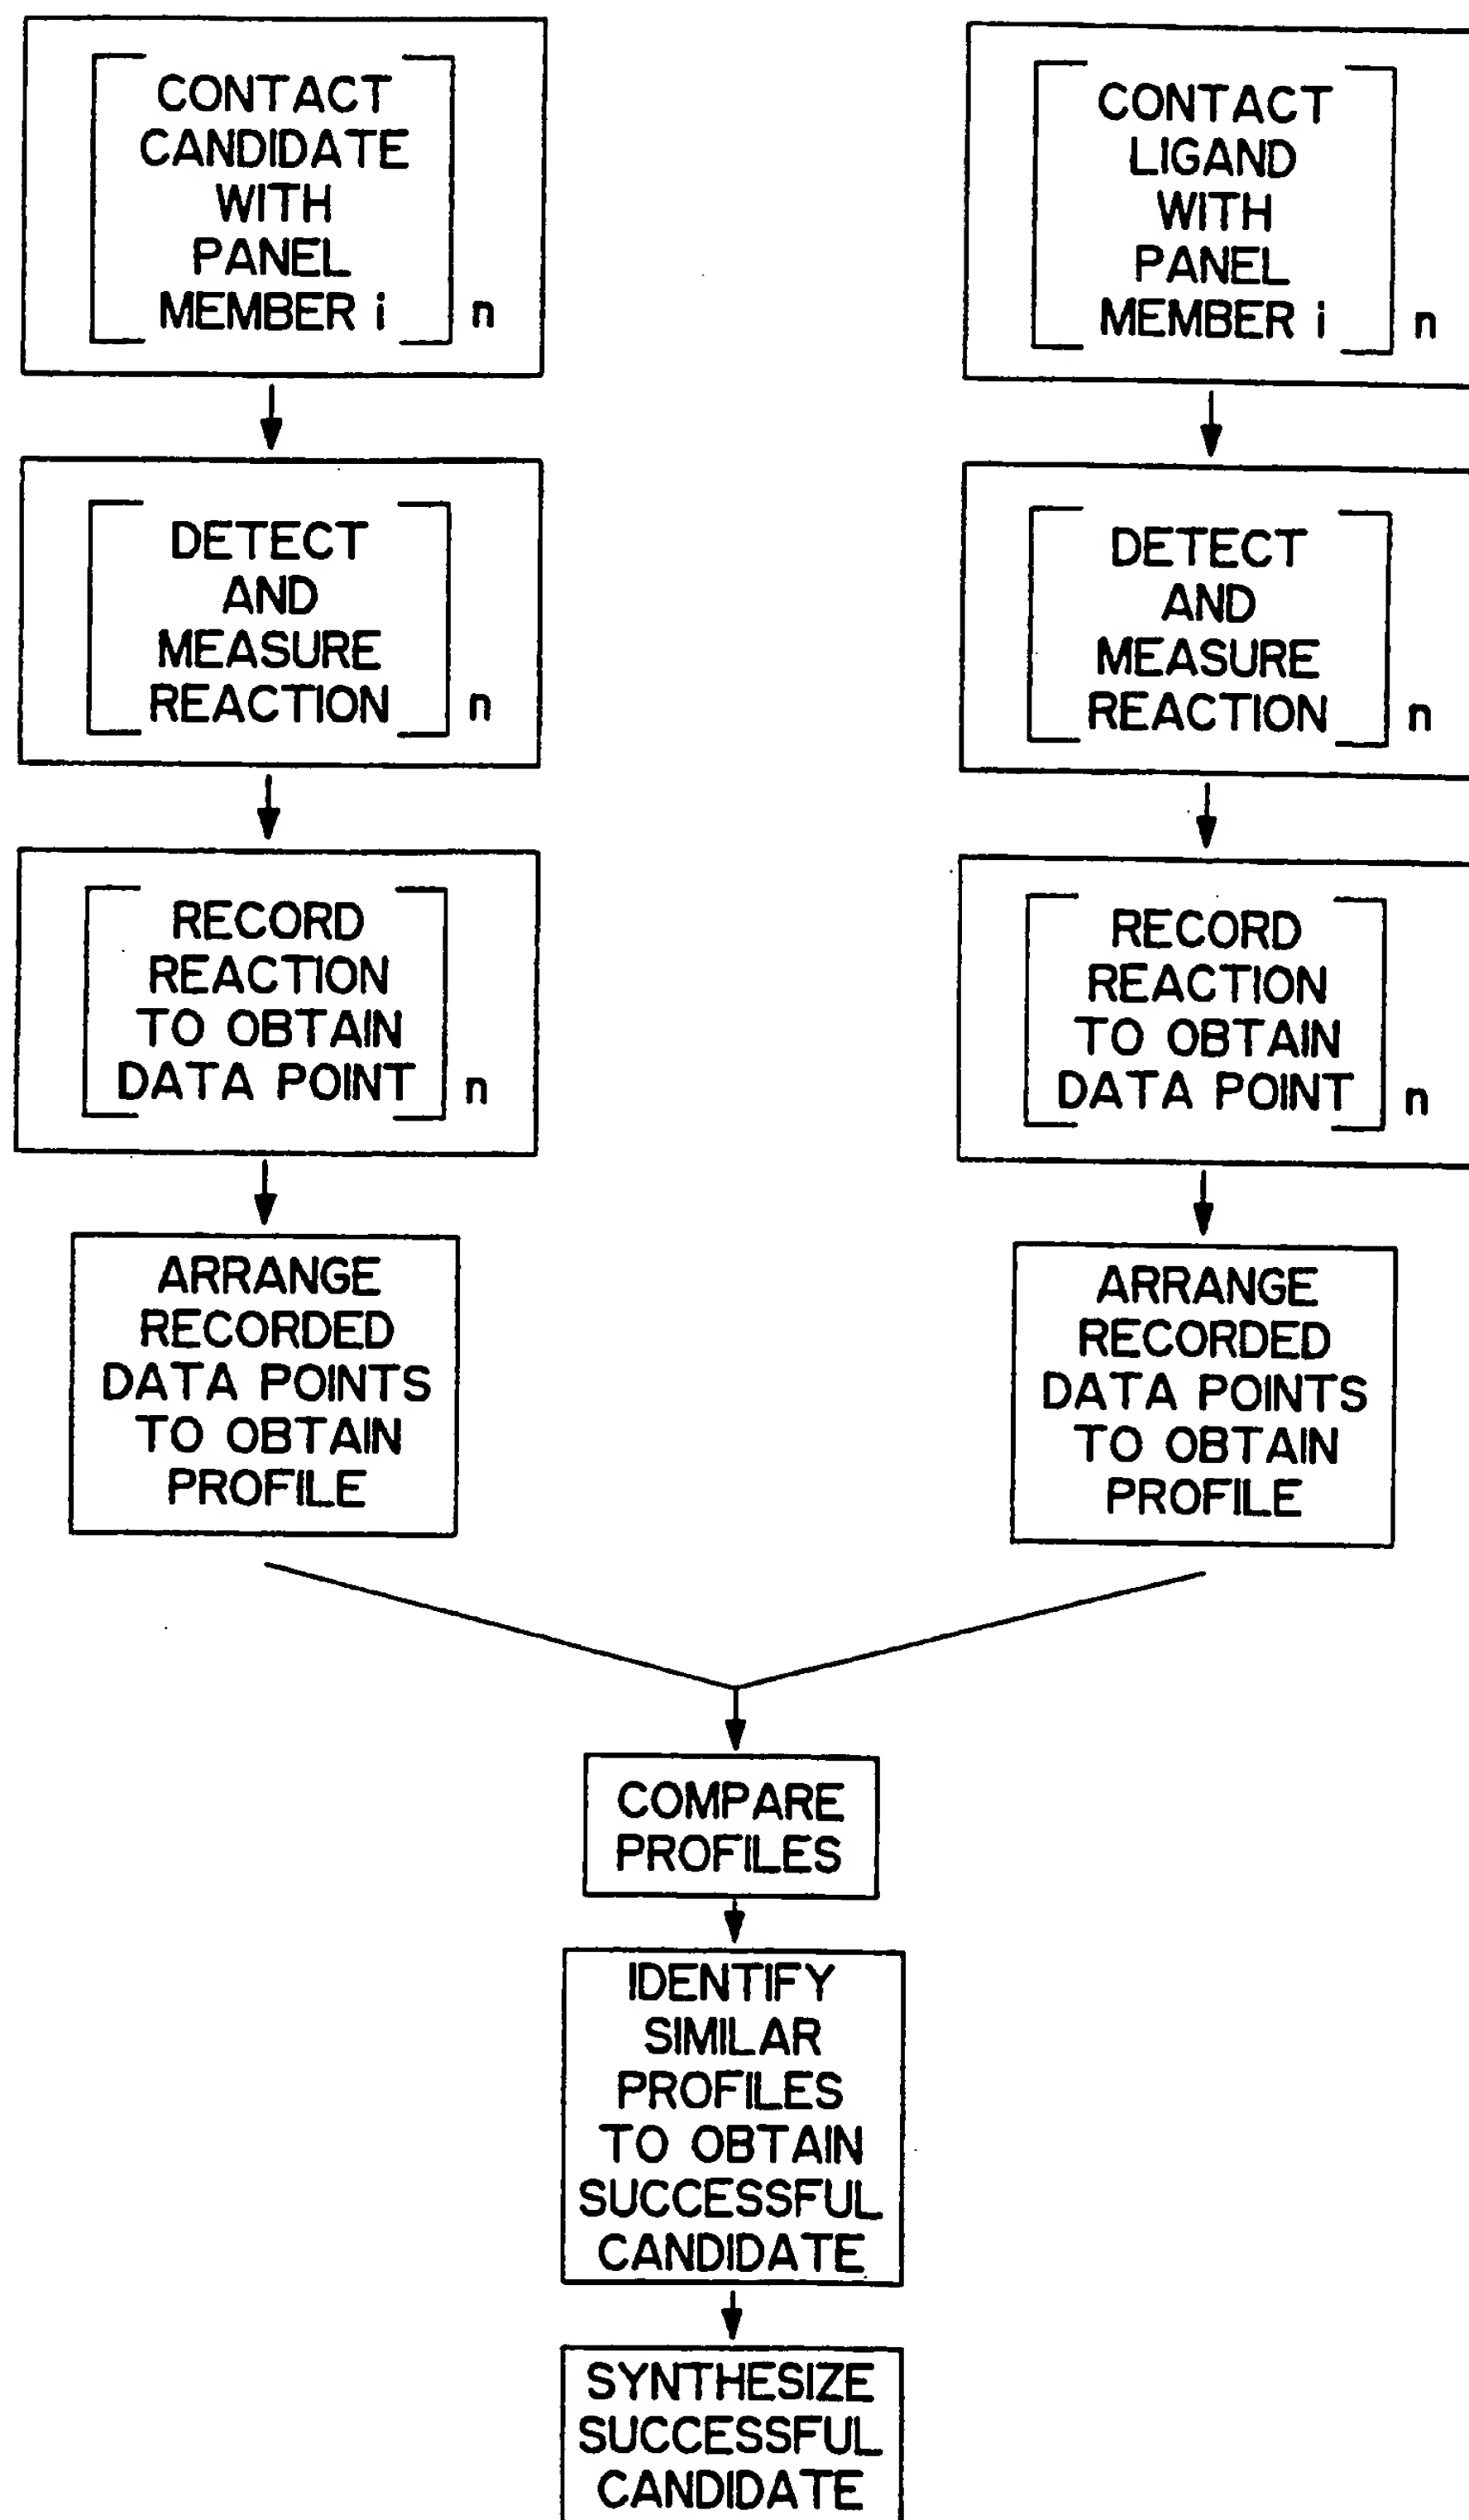 CONTACT
CANDIDATE
WITH
PANEL
MEMBER i
n
DETECT
AND
MEASURE
REACTION
n
RECORD
REACTION
TO OBTAIN
DATA POINT
n
ARRANGE
RECORDED
DATA POINTS
TO OBTAIN
PROFILE
CONTACT
LIGAND
WITH
PANEL
MEMBER i
n
DETECT
AND
MEASURE
REACTION
n
RECORD
REACTION
TO OBTAIN
DATA POINT
n
ARRANGE
RECORDED
DATA POINTS
TO OBTAIN
PROFILE
COMPARE
PROFILES
IDENTIFY
SIMILAR
PROFILES
TO OBTAIN
SUCCESSFUL
CANDIDATE
SYNTHESIZE
SUCCESSFUL
CANDIDATE